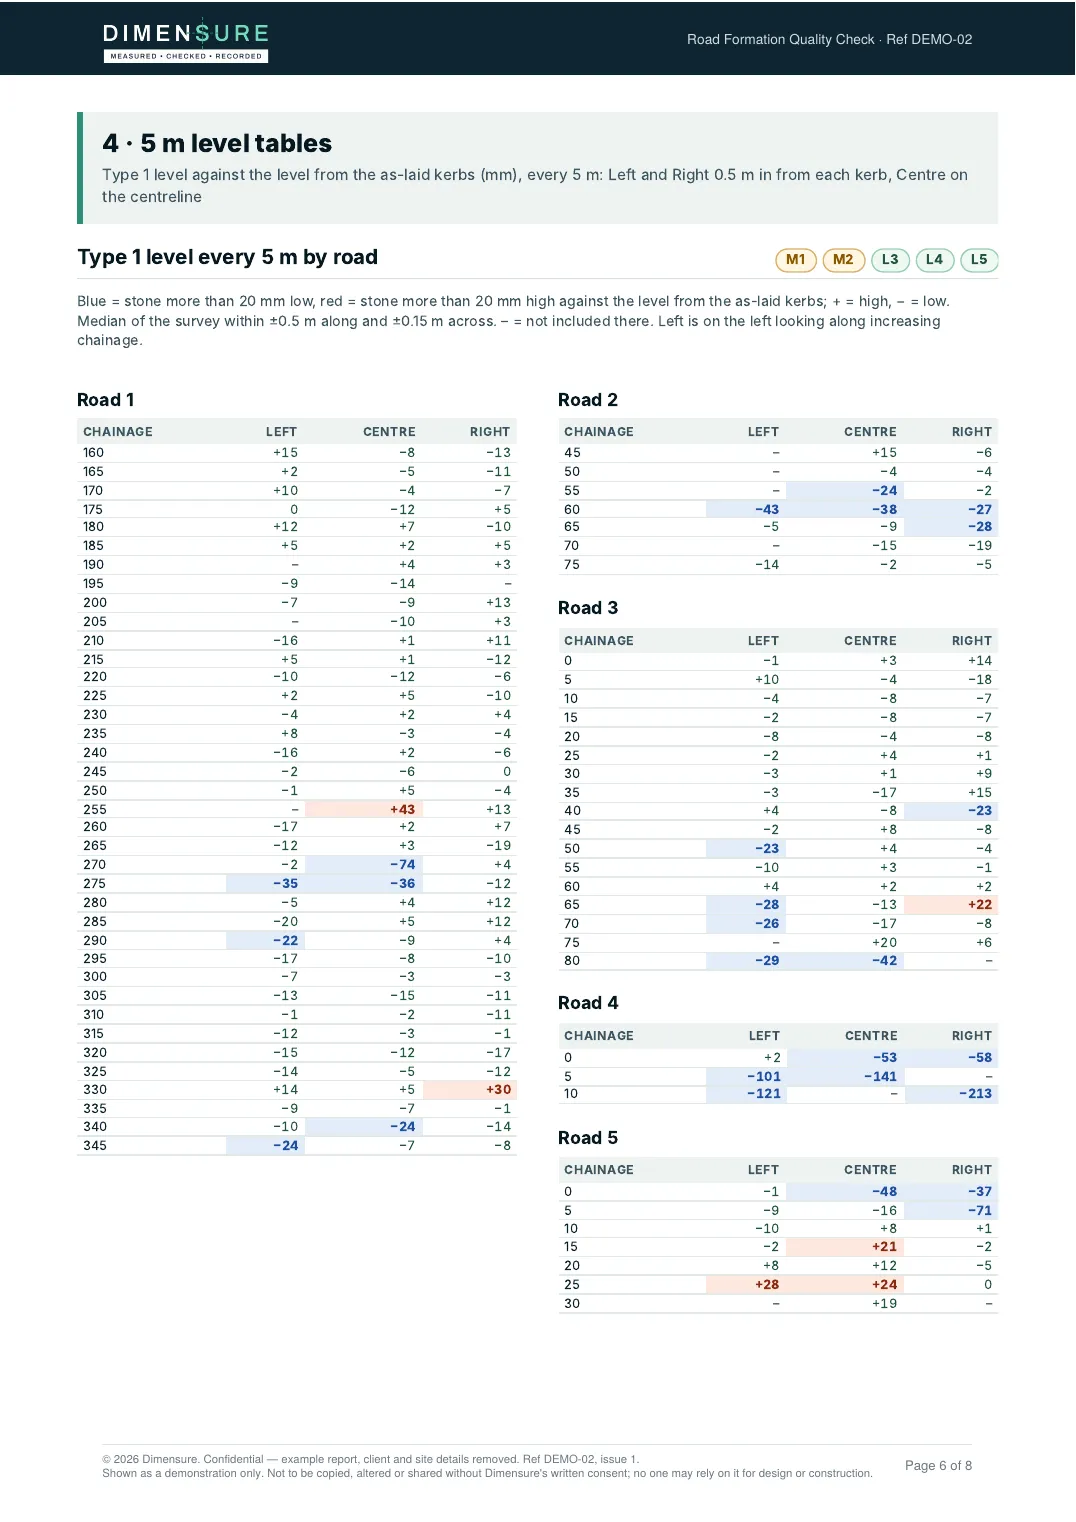 DIMENSURE
MEASURED • CHECKED • RECORDED
Road Formation Quality Check · Ref DEMO-02
4 · 5 m level tables
Type 1 level against the level from the as-laid kerbs (mm), every 5 m: Left and Right 0.5 m in from each kerb, Centre on
the centreline
Type 1 level every 5 m by road
M1 M2 L3 L4 L5
Blue = stone more than 20 mm low, red = stone more than 20 mm high against the level from the as-laid kerbs; + = high, − = low.
Median of the survey within ±0.5 m along and ±0.15 m across. – = not included there. Left is on the left looking along increasing
chainage.
Road 1
CHAINAGE LEFT CENTRE RIGHT
160 +15 −8 −13
165 +2 −5 −11
170 +10 −4 −7
175 0 −12 +5
180 +12 +7 −10
185 +5 +2 +5
190 – +4 +3
195 −9 −14 –
200 −7 −9 +13
205 – −10 +3
210 −16 +1 +11
215 +5 +1 −12
220 −10 −12 −6
225 +2 +5 −10
230 −4 +2 +4
235 +8 −3 −4
240 −16 +2 −6
245 −2 −6 0
250 −1 +5 −4
255 – +43 +13
260 −17 +2 +7
265 −12 +3 −19
270 −2 −74 +4
275 −35 −36 −12
280 −5 +4 +12
285 −20 +5 +12
290 −22 −9 +4
295 −17 −8 −10
300 −7 −3 −3
305 −13 −15 −11
310 −1 −2 −11
315 −12 −3 −1
320 −15 −12 −17
325 −14 −5 −12
330 +14 +5 +30
335 −9 −7 −1
340 −10 −24 −14
345 −24 −7 −8
Road 2
CHAINAGE LEFT CENTRE RIGHT
45 – +15 −6
50 – −4 −4
55 – −24 −2
60 −43 −38 −27
65 −5 −9 −28
70 – −15 −19
75 −14 −2 −5
Road 3
CHAINAGE LEFT CENTRE RIGHT
0 −1 +3 +14
5 +10 −4 −18
10 −4 −8 −7
15 −2 −8 −7
20 −8 −4 −8
25 −2 +4 +1
30 −3 +1 +9
35 −3 −17 +15
40 +4 −8 −23
45 −2 +8 −8
50 −23 +4 −4
55 −10 +3 −1
60 +4 +2 +2
65 −28 −13 +22
70 −26 −17 −8
75 – +20 +6
80 −29 −42 –
Road 4
CHAINAGE LEFT CENTRE RIGHT
0 +2 −53 −58
5 −101 −141 –
10 −121 – −213
Road 5
CHAINAGE LEFT CENTRE RIGHT
0 −1 −48 −37
5 −9 −16 −71
10 −10 +8 +1
15 −2 +21 −2
20 +8 +12 −5
25 +28 +24 0
30 – +19 –
© 2026 Dimensure. Confidential — example report, client and site details removed. Ref DEMO-02, issue 1.
Shown as a demonstration only. Not to be copied, altered or shared without Dimensure's written consent; no one may rely on it for design or construction.
Page 6 of 8